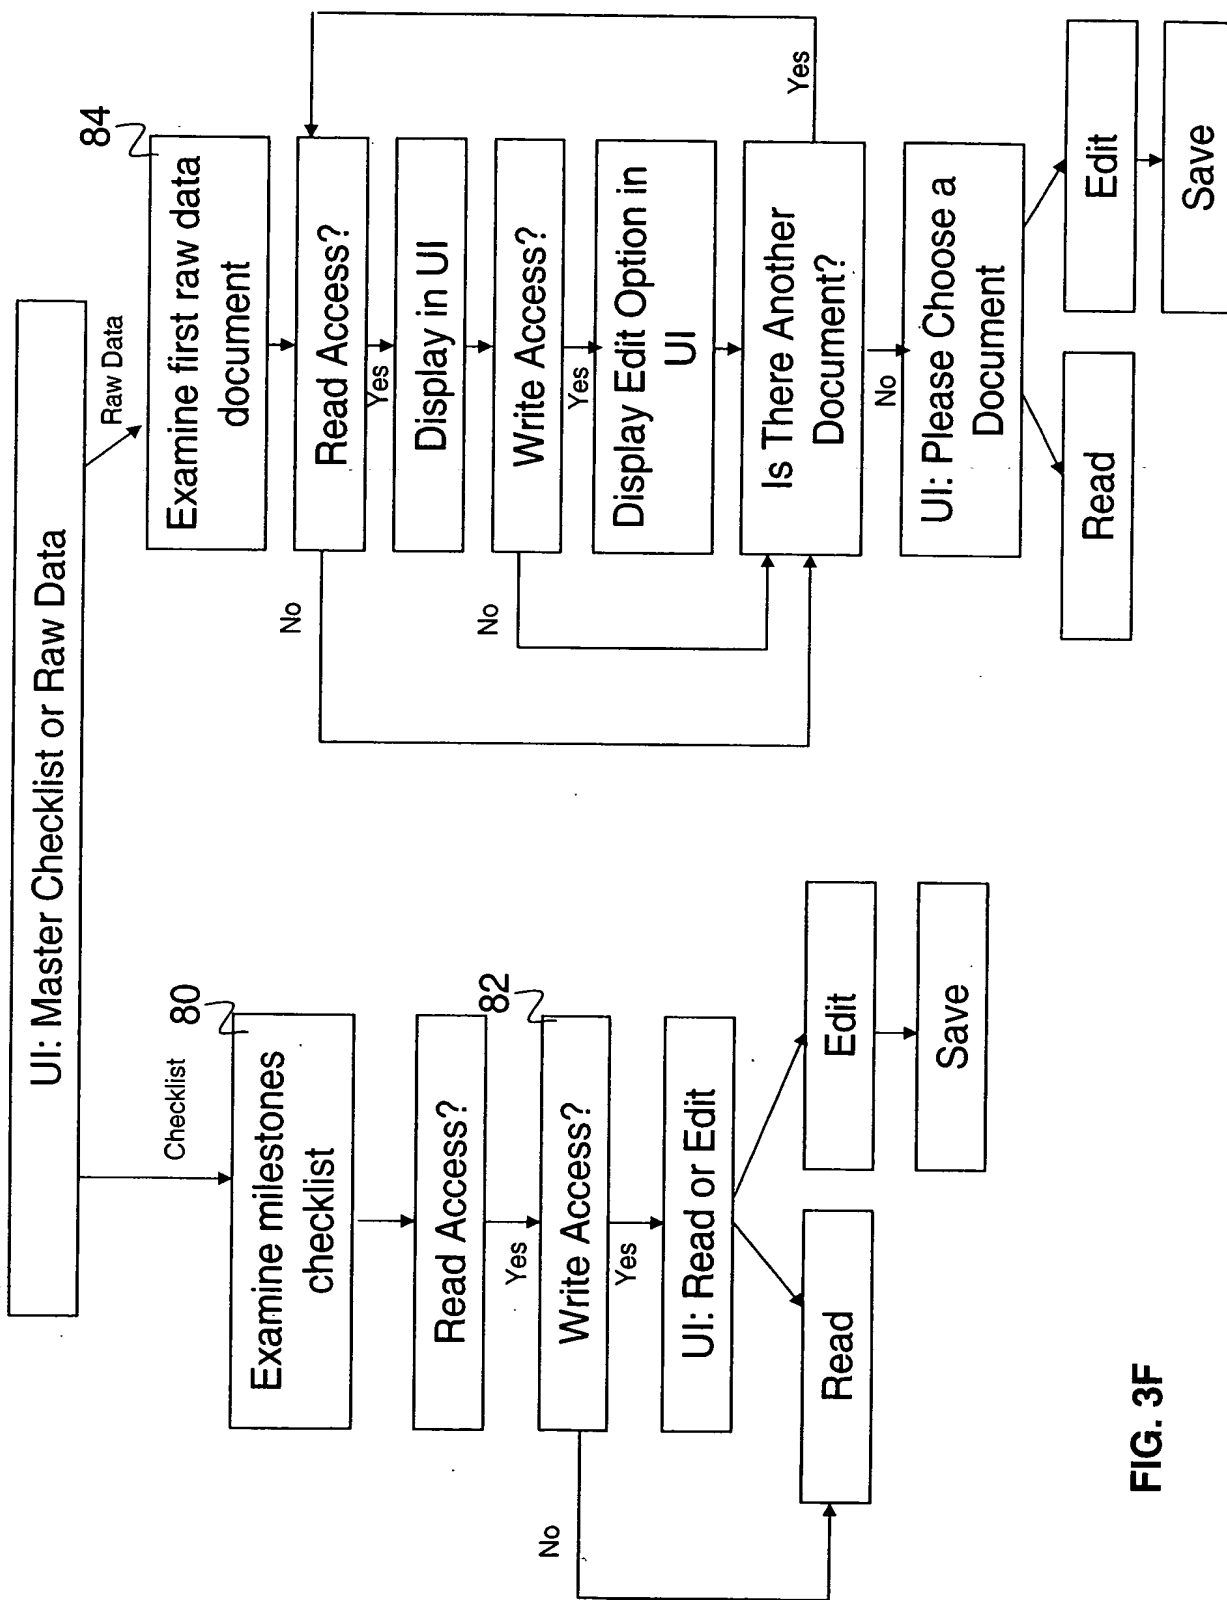 UI: Master Checklist or Raw Data
Checklist
80
Examine milestones
checklist
Read Access?
Yes
82
Write Access?
No
Yes
UI: Read or Edit
Read
Edit
Save
Raw Data
84
Examine first raw data
document
Read Access?
No
Yes
Display in UI
Write Access?
No
Yes
Display Edit Option in
UI
Is There Another
Document?
Yes
No
UI: Please Choose a
Document
Read
Edit
Save
FIG. 3F